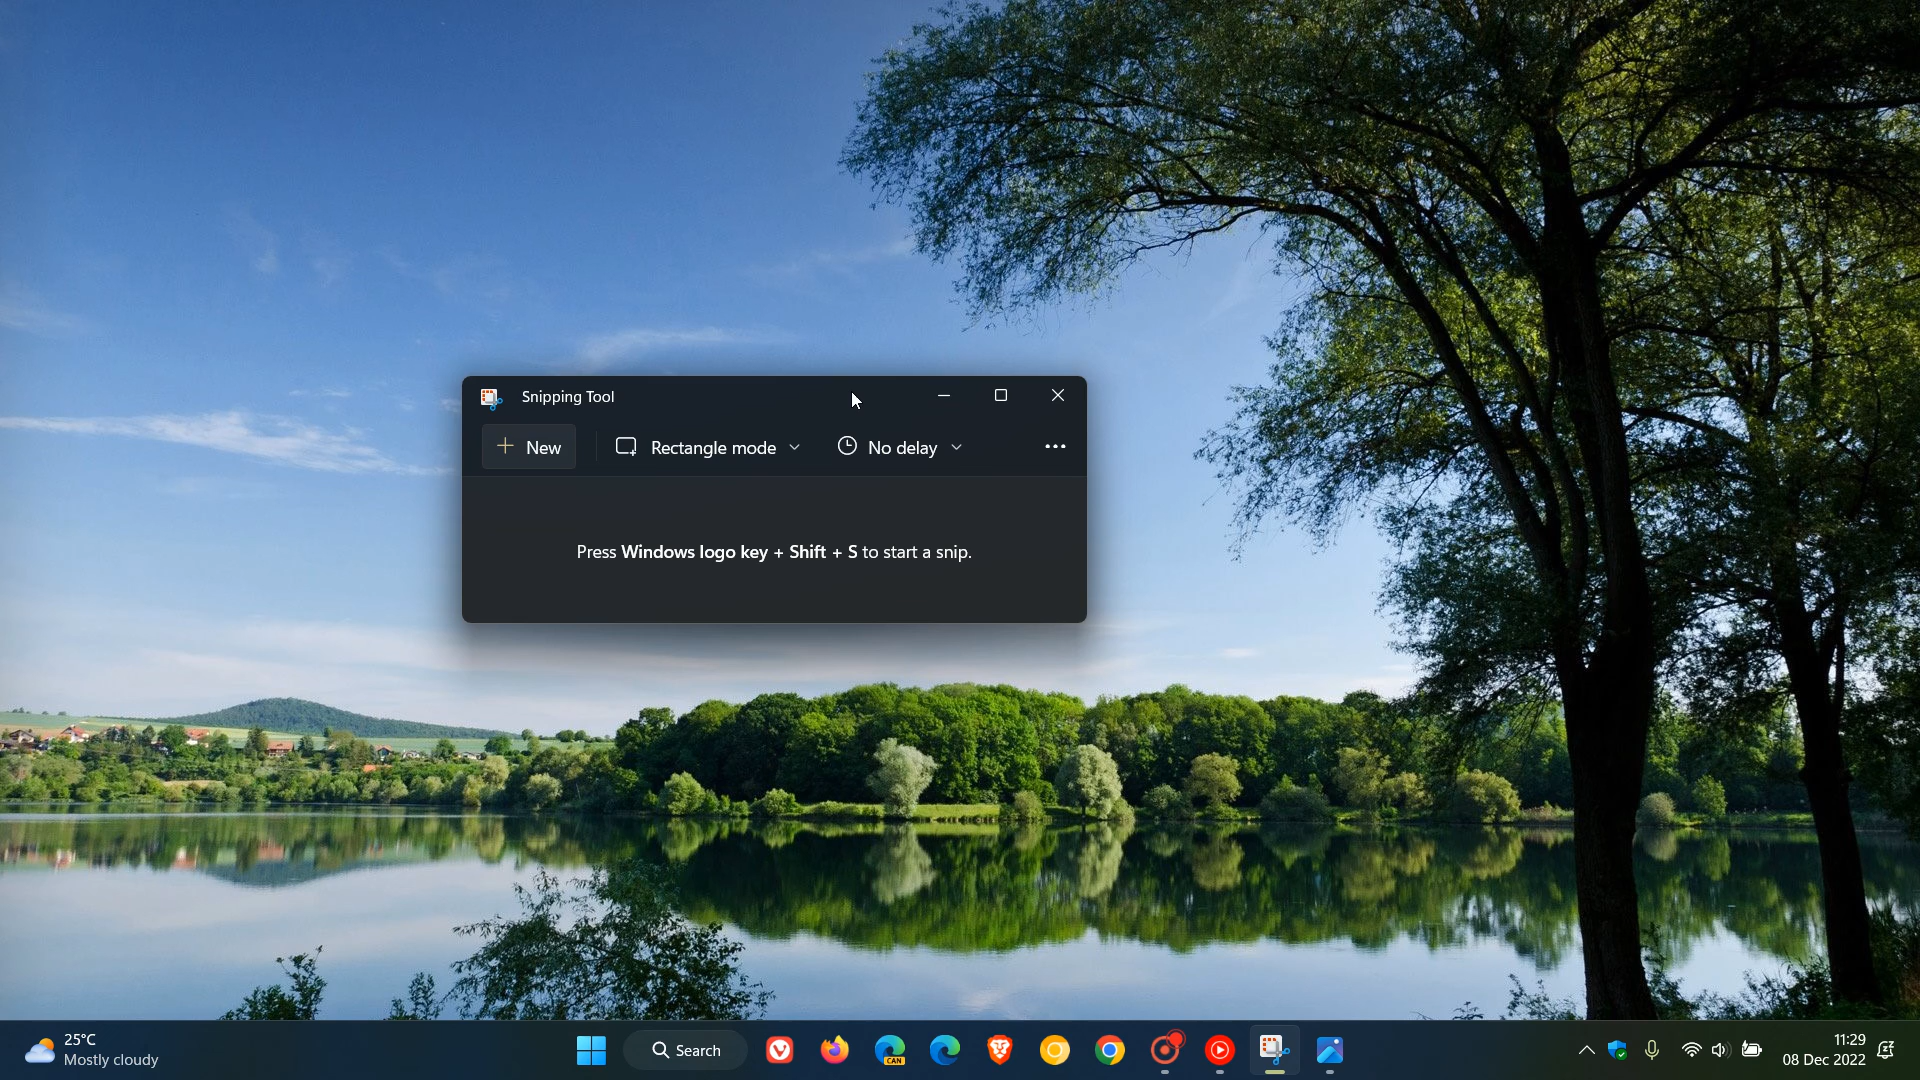 Snipping Tool
New
Rectangle mode
No delay
Press Windows logo key + Shift + S to start a snip.
25°C
Mostly cloudy
Search
CAN
11:29
08 Dec 2022